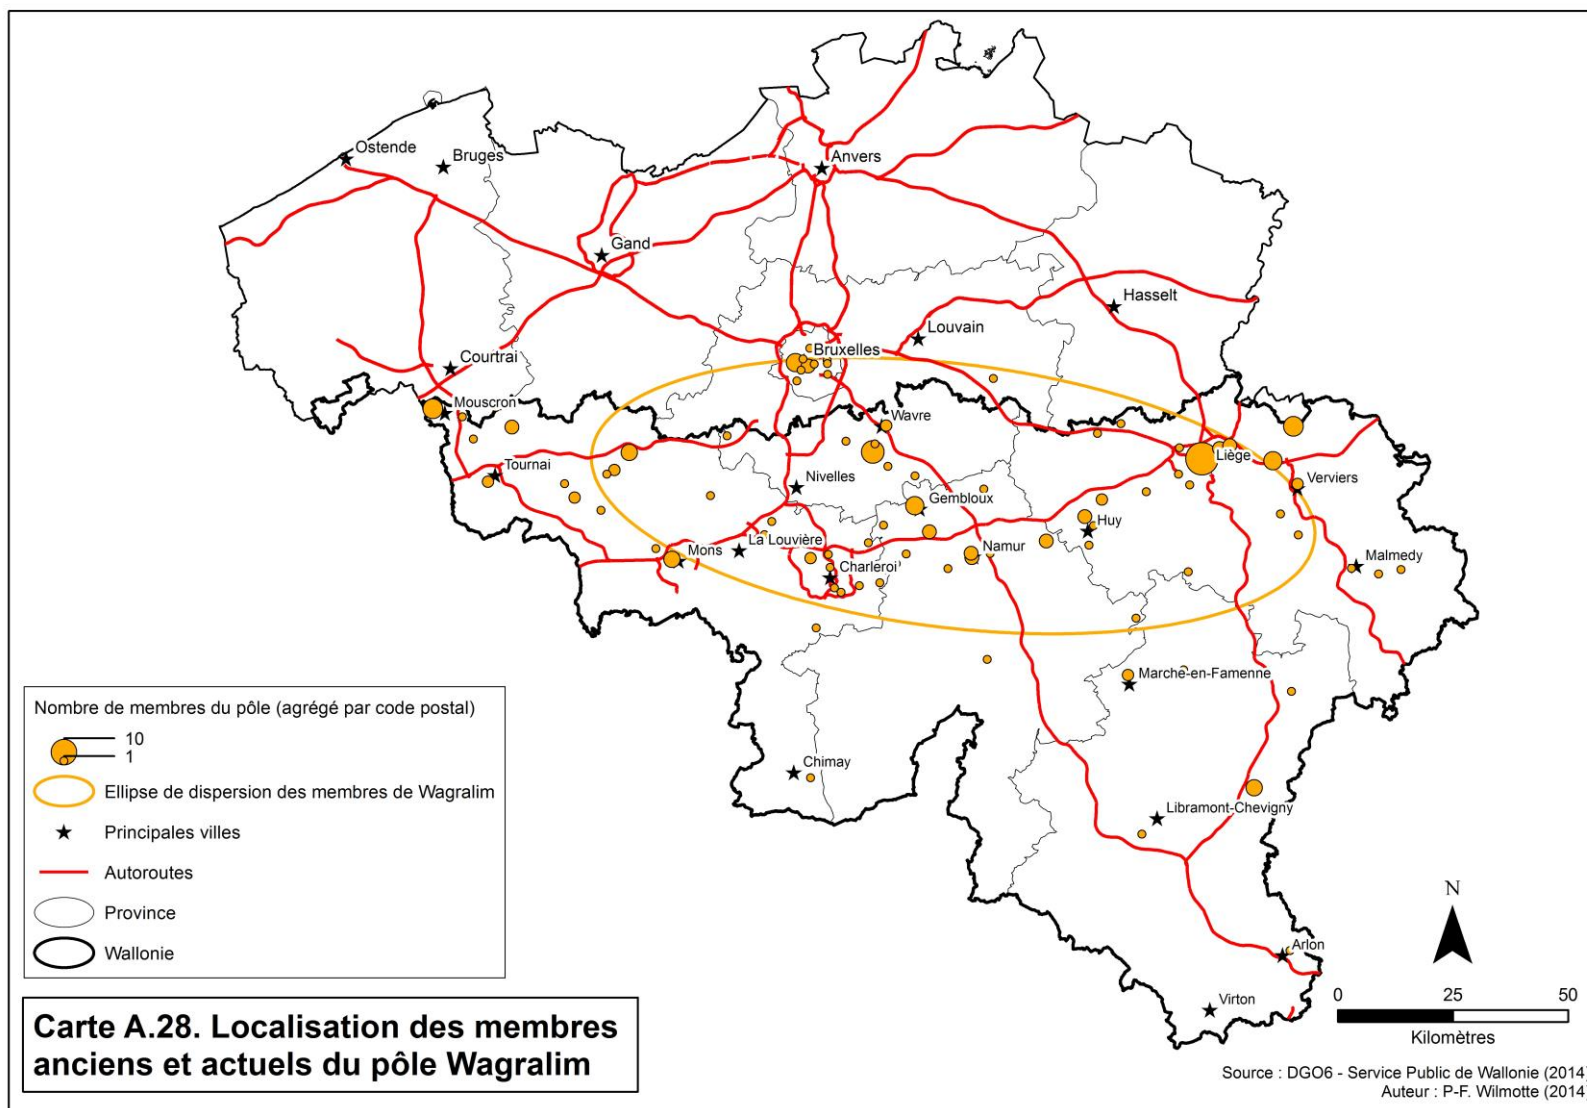 Ostende
Bruges
Anvers
Gand
Hasselt
Louvain
Bruxelles
Courtrai
Mouscron
Wavre
Liège
Tournai
Nivelles
Verviers
Gembloux
Huy
La Louvière
Namur
Mons
Malmedy
Charleroi
Marche-en-Famenne
Chimay
Libramont-Chevigny
Arlon
Virton
Nombre de membres du pôle (agrégé par code postal)
10
1
Ellipse de dispersion des membres de Wagralim
Principales villes
Autoroutes
Province
Wallonie
N
0 25 50
Kilomètres
Carte A.28. Localisation des membres
anciens et actuels du pôle Wagralim
Source : DGO6 - Service Public de Wallonie (2014)
Auteur : P-F. Wilmotte (2014)